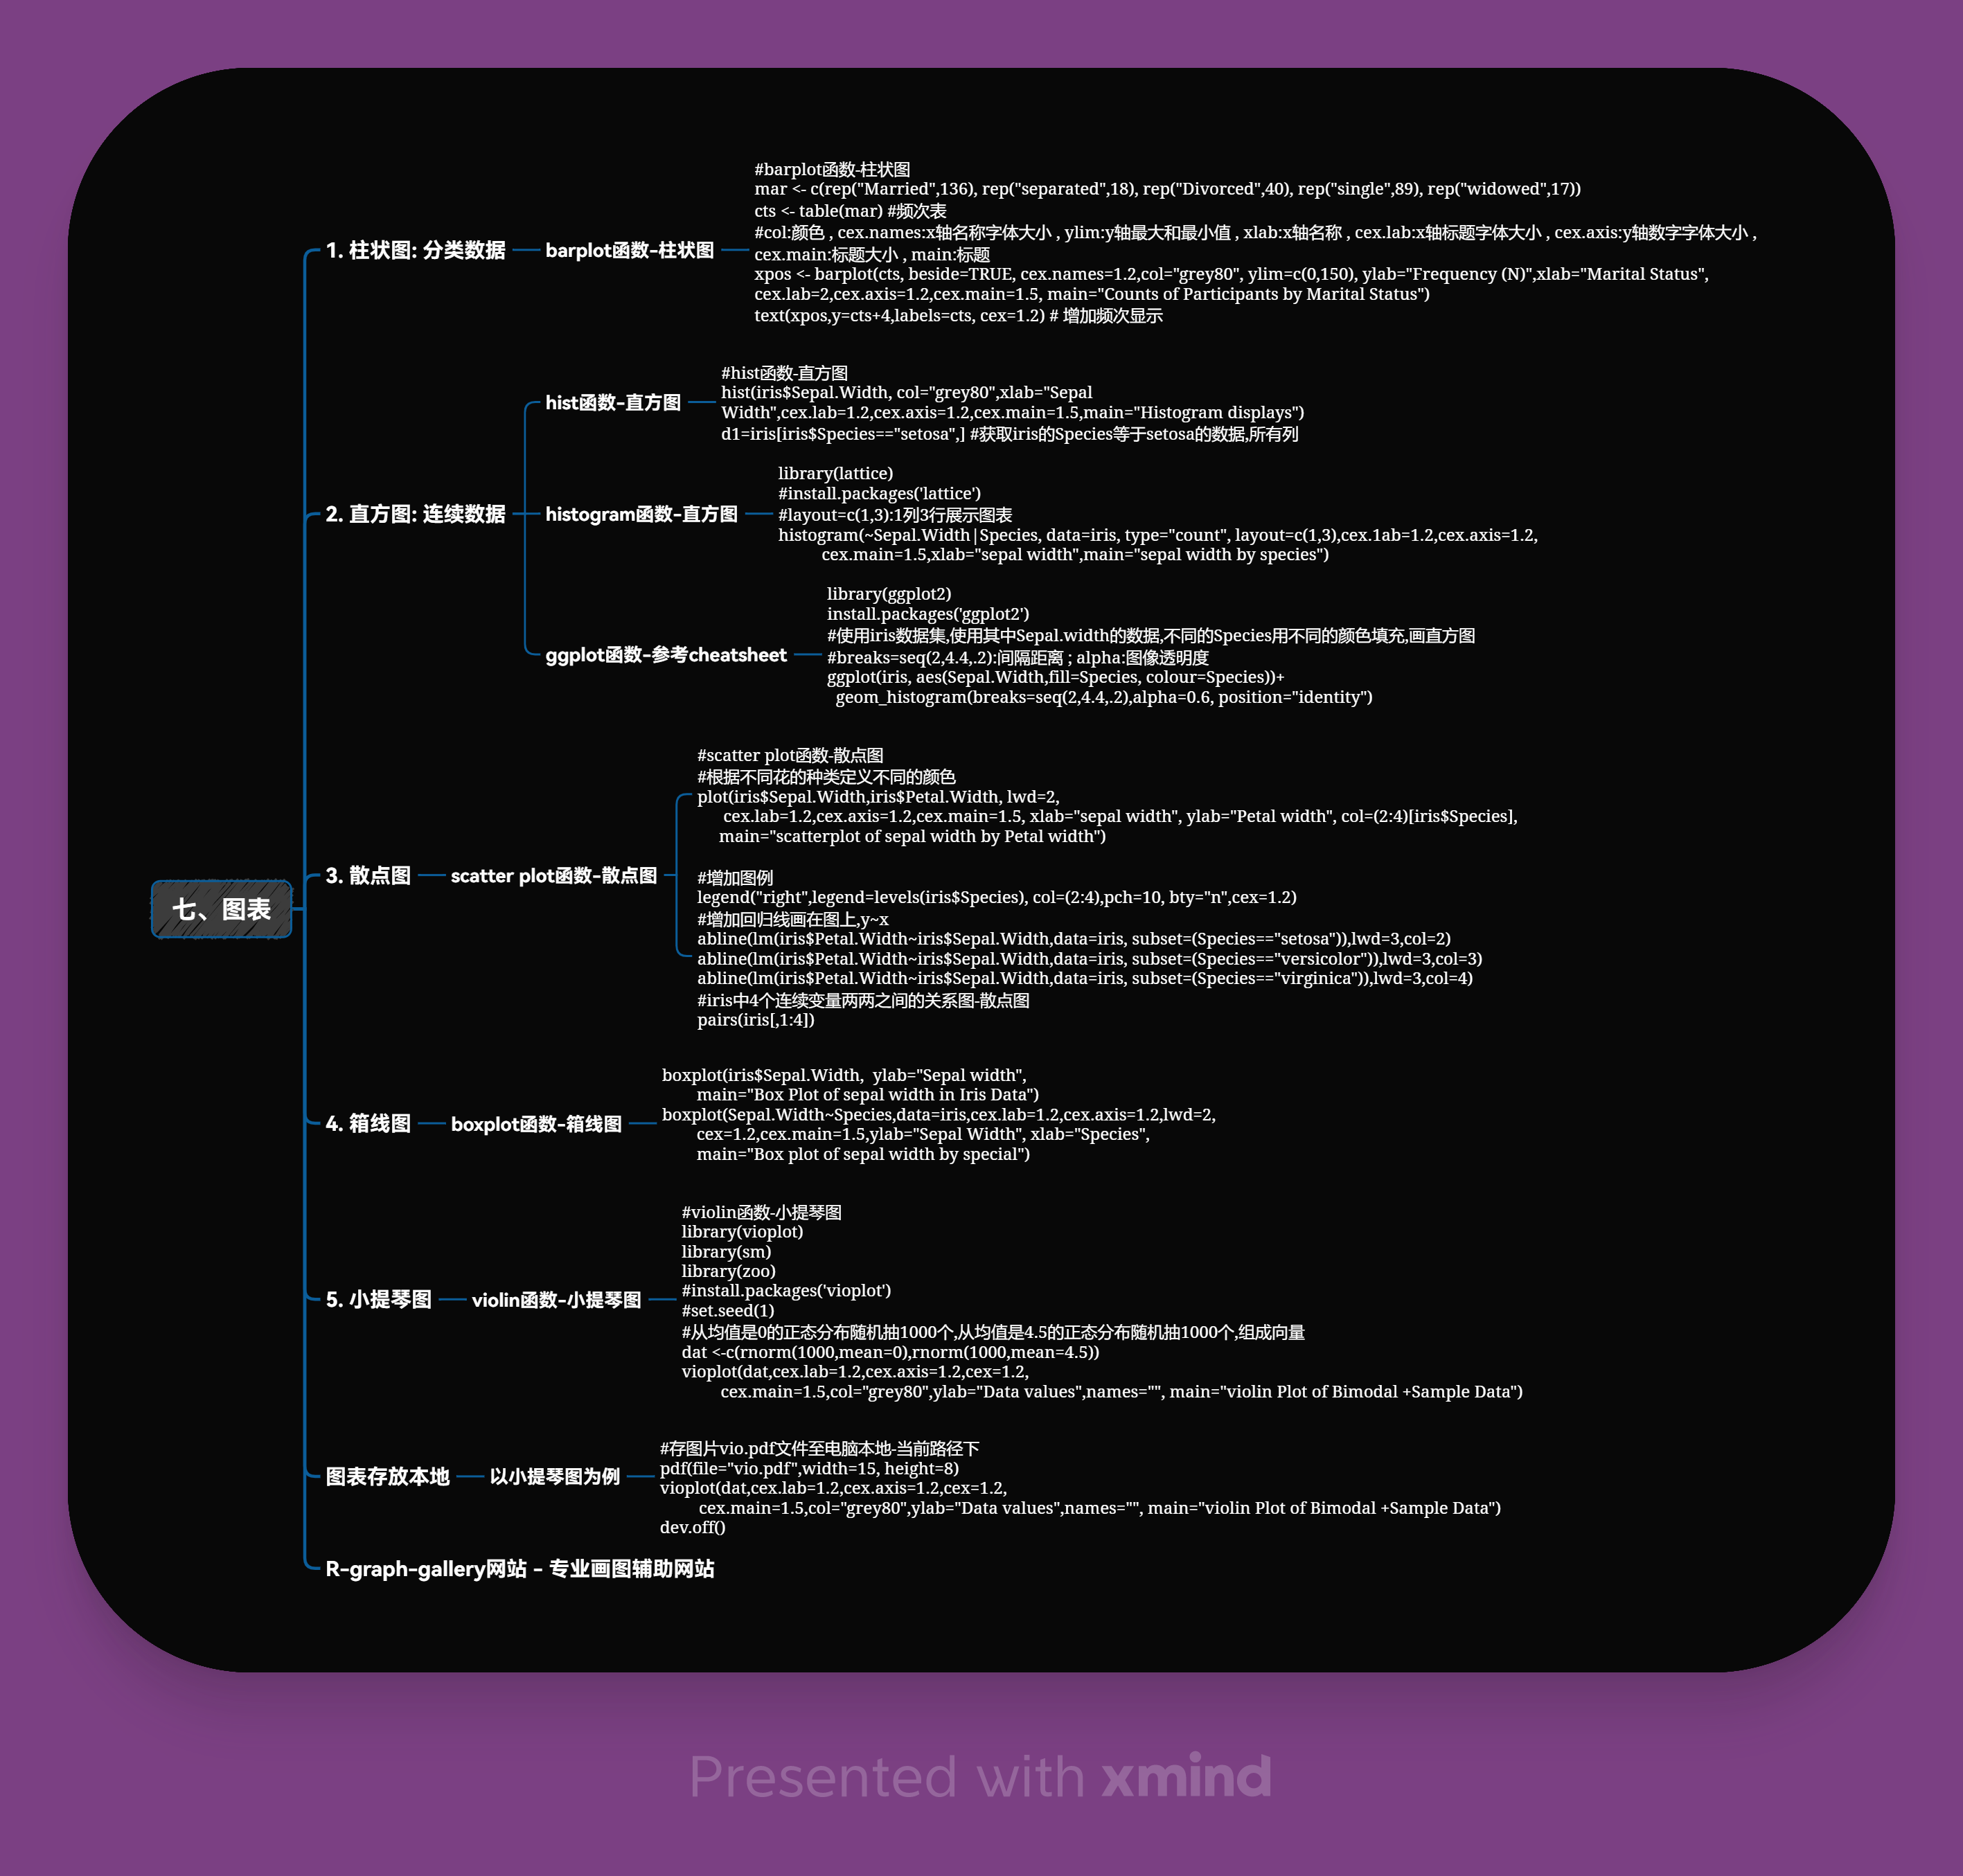 七、图表
1. 柱状图: 分类数据
barplot函数-柱状图
#barplot函数-柱状图
mar <- c(rep("Married",136), rep("separated",18), rep("Divorced",40), rep("single",89), rep("widowed",17))
cts <- table(mar) #频次表
#col:颜色 , cex.names:x轴名称字体大小 , ylim:y轴最大和最小值 , xlab:x轴名称 , cex.lab:x轴标题字体大小 , cex.axis:y轴数字字体大小 ,
cex.main:标题大小 , main:标题
xpos <- barplot(cts, beside=TRUE, cex.names=1.2,col="grey80", ylim=c(0,150), ylab="Frequency (N)",xlab="Marital Status",
cex.lab=2,cex.axis=1.2,cex.main=1.5, main="Counts of Participants by Marital Status")
text(xpos,y=cts+4,labels=cts, cex=1.2) # 增加频次显示
2. 直方图: 连续数据
hist函数-直方图
#hist函数-直方图
hist(iris$Sepal.Width, col="grey80",xlab="Sepal
Width",cex.lab=1.2,cex.axis=1.2,cex.main=1.5,main="Histogram displays")
d1=iris[iris$Species=="setosa",] #获取iris的Species等于setosa的数据,所有列
histogram函数-直方图
library(lattice)
#install.packages('lattice')
#layout=c(1,3):1列3行展示图表
histogram(~Sepal.Width|Species, data=iris, type="count", layout=c(1,3),cex.1ab=1.2,cex.axis=1.2,
cex.main=1.5,xlab="sepal width",main="sepal width by species")
ggplot函数-参考cheatsheet
library(ggplot2)
install.packages('ggplot2')
#使用iris数据集,使用其中Sepal.width的数据,不同的Species用不同的颜色填充,画直方图
#breaks=seq(2,4.4,.2):间隔距离 ; alpha:图像透明度
ggplot(iris, aes(Sepal.Width,fill=Species, colour=Species))+
geom_histogram(breaks=seq(2,4.4,.2),alpha=0.6, position="identity")
3. 散点图
scatter plot函数-散点图
#scatter plot函数-散点图
#根据不同花的种类定义不同的颜色
plot(iris$Sepal.Width,iris$Petal.Width, lwd=2,
cex.lab=1.2,cex.axis=1.2,cex.main=1.5, xlab="sepal width", ylab="Petal width", col=(2:4)[iris$Species],
main="scatterplot of sepal width by Petal width")
#增加图例
legend("right",legend=levels(iris$Species), col=(2:4),pch=10, bty="n",cex=1.2)
#增加回归线画在图上,y~x
abline(lm(iris$Petal.Width~iris$Sepal.Width,data=iris, subset=(Species=="setosa")),lwd=3,col=2)
abline(lm(iris$Petal.Width~iris$Sepal.Width,data=iris, subset=(Species=="versicolor")),lwd=3,col=3)
abline(lm(iris$Petal.Width~iris$Sepal.Width,data=iris, subset=(Species=="virginica")),lwd=3,col=4)
#iris中4个连续变量两两之间的关系图-散点图
pairs(iris[,1:4])
4. 箱线图
boxplot函数-箱线图
boxplot(iris$Sepal.Width,  ylab="Sepal width",
main="Box Plot of sepal width in Iris Data")
boxplot(Sepal.Width~Species,data=iris,cex.lab=1.2,cex.axis=1.2,lwd=2,
cex=1.2,cex.main=1.5,ylab="Sepal Width", xlab="Species",
main="Box plot of sepal width by special")
5. 小提琴图
violin函数-小提琴图
#violin函数-小提琴图
library(vioplot)
library(sm)
library(zoo)
#install.packages('vioplot')
#set.seed(1)
#从均值是0的正态分布随机抽1000个,从均值是4.5的正态分布随机抽1000个,组成向量
dat <-c(rnorm(1000,mean=0),rnorm(1000,mean=4.5))
vioplot(dat,cex.lab=1.2,cex.axis=1.2,cex=1.2,
cex.main=1.5,col="grey80",ylab="Data values",names="", main="violin Plot of Bimodal +Sample Data")
图表存放本地
以小提琴图为例
#存图片vio.pdf文件至电脑本地-当前路径下
pdf(file="vio.pdf",width=15, height=8)
vioplot(dat,cex.lab=1.2,cex.axis=1.2,cex=1.2,
cex.main=1.5,col="grey80",ylab="Data values",names="", main="violin Plot of Bimodal +Sample Data")
dev.off()
R-graph-gallery网站 - 专业画图辅助网站
Presented with xmind